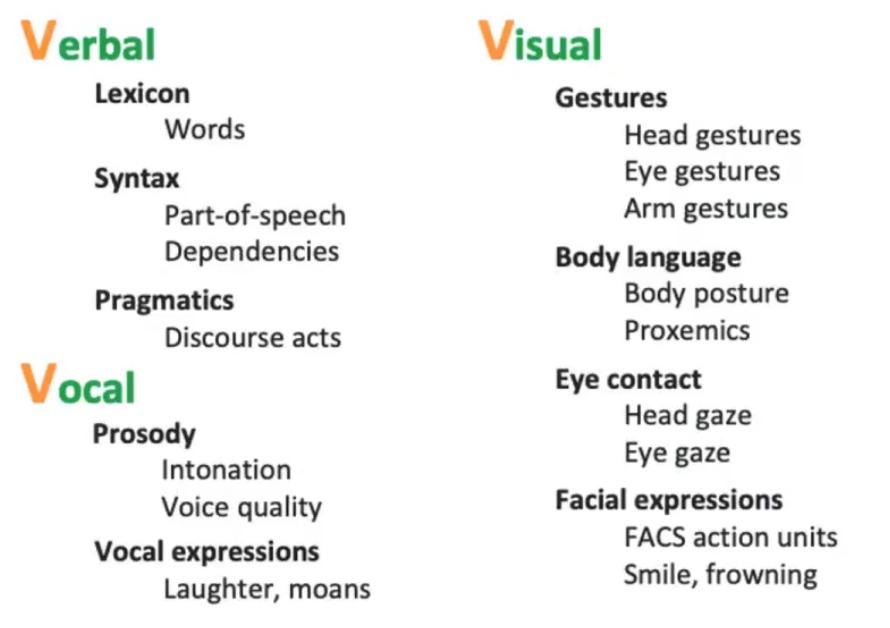 Verbal
Lexicon
Words
Syntax
Part-of-speech
Dependencies
Pragmatics
Discourse acts
Vocal
Prosody
Intonation
Voice quality
Vocal expressions
Laughter, moans
Visual
Gestures
Head gestures
Eye gestures
Arm gestures
Body language
Body posture
Proxemics
Eye contact
Head gaze
Eye gaze
Facial expressions
FACS action units
Smile, frowning